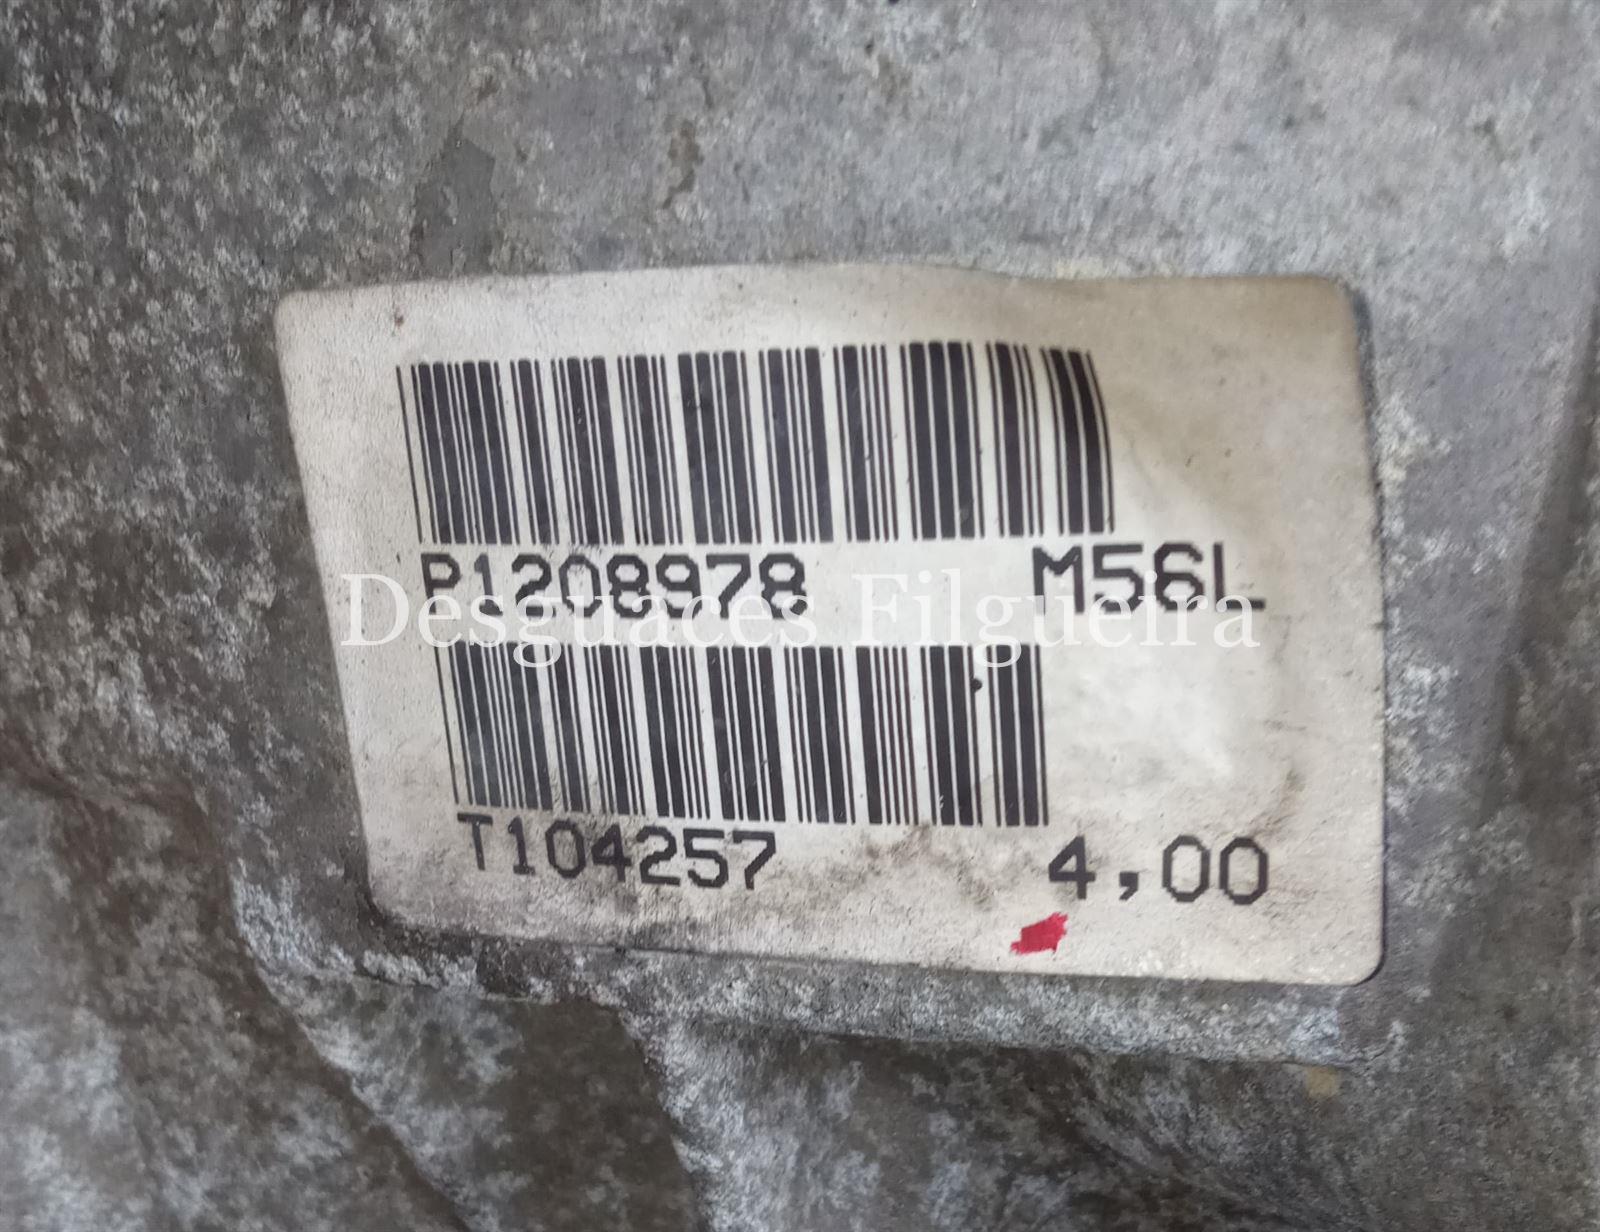 P1208978 M56L
Desguaces Filgueira
T104257 4,00